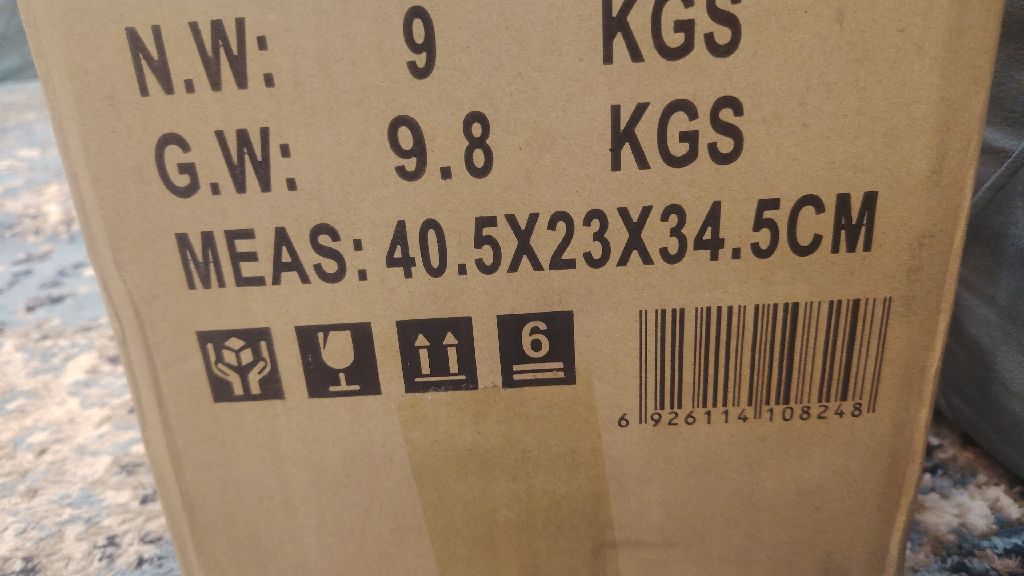 N.W: 9 KGS
G.W: 9.8 KGS
MEAS: 40.5X23X34.5CM
6
6 926114 108248